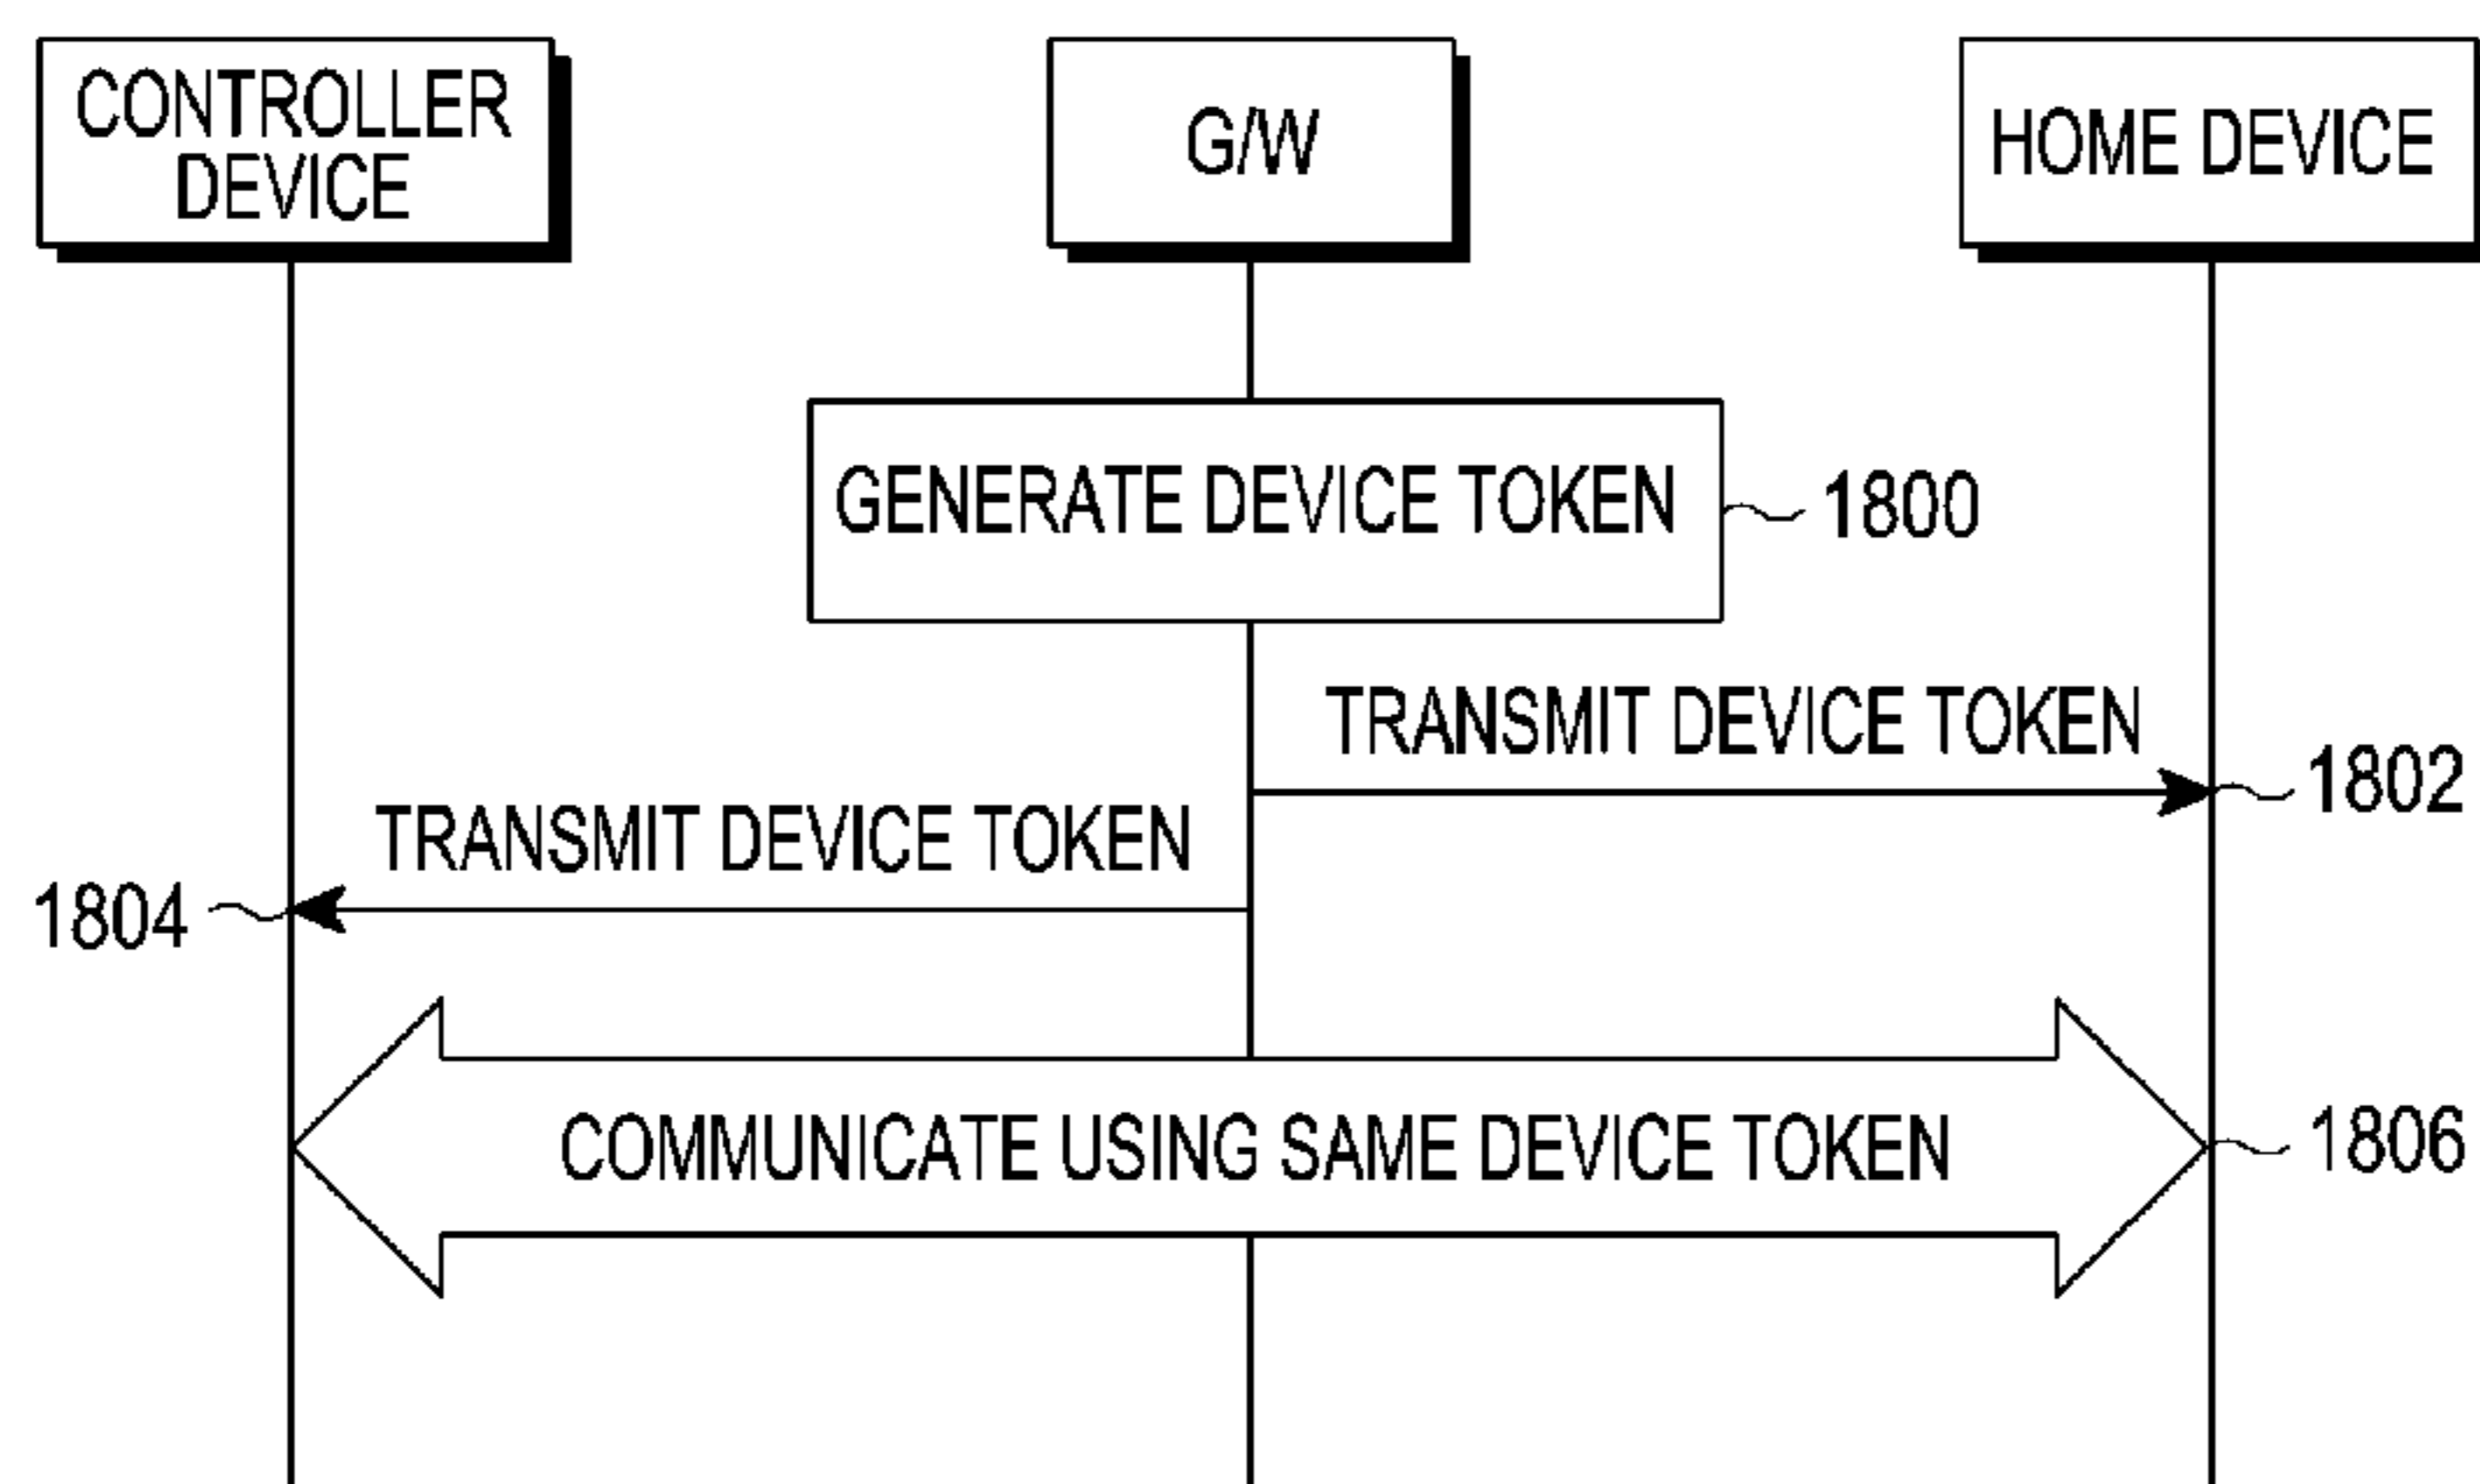 CONTROLLER
DEVICE
G/W
HOME DEVICE
GENERATE DEVICE TOKEN
1800
TRANSMIT DEVICE TOKEN
1802
TRANSMIT DEVICE TOKEN
1804
COMMUNICATE USING SAME DEVICE TOKEN
1806